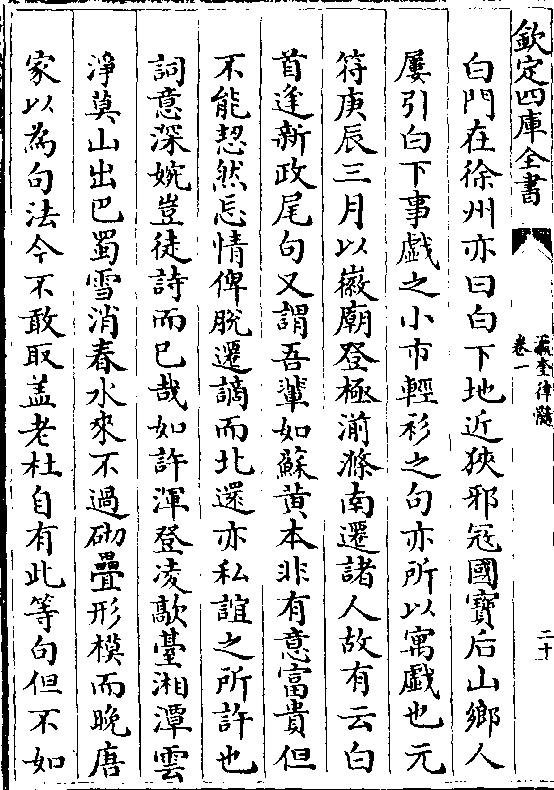 欽定四庫全書
瀛奎律髓
卷一
二十
白門在徐州亦曰白下地近狹邪冦國寶后山鄉人
屢引白下事戲之小市輕衫之句亦所以寓戲也元
符庚辰三月以徽廟登極湔滌南遷諸人故有云白
首逢新政尾句又謂吾輩如蘇黄本非有意富貴但
不能恝然忘情俾脫遷謫而北還亦私誼之所許也
詞意深婉豈徒詩而已哉如許渾登凌歊臺湘潭雲
淨莫山出巴蜀雪消春水來不過砌疊形模而晚唐
家以為句法今不敢取盖老杜自有此等句但不如